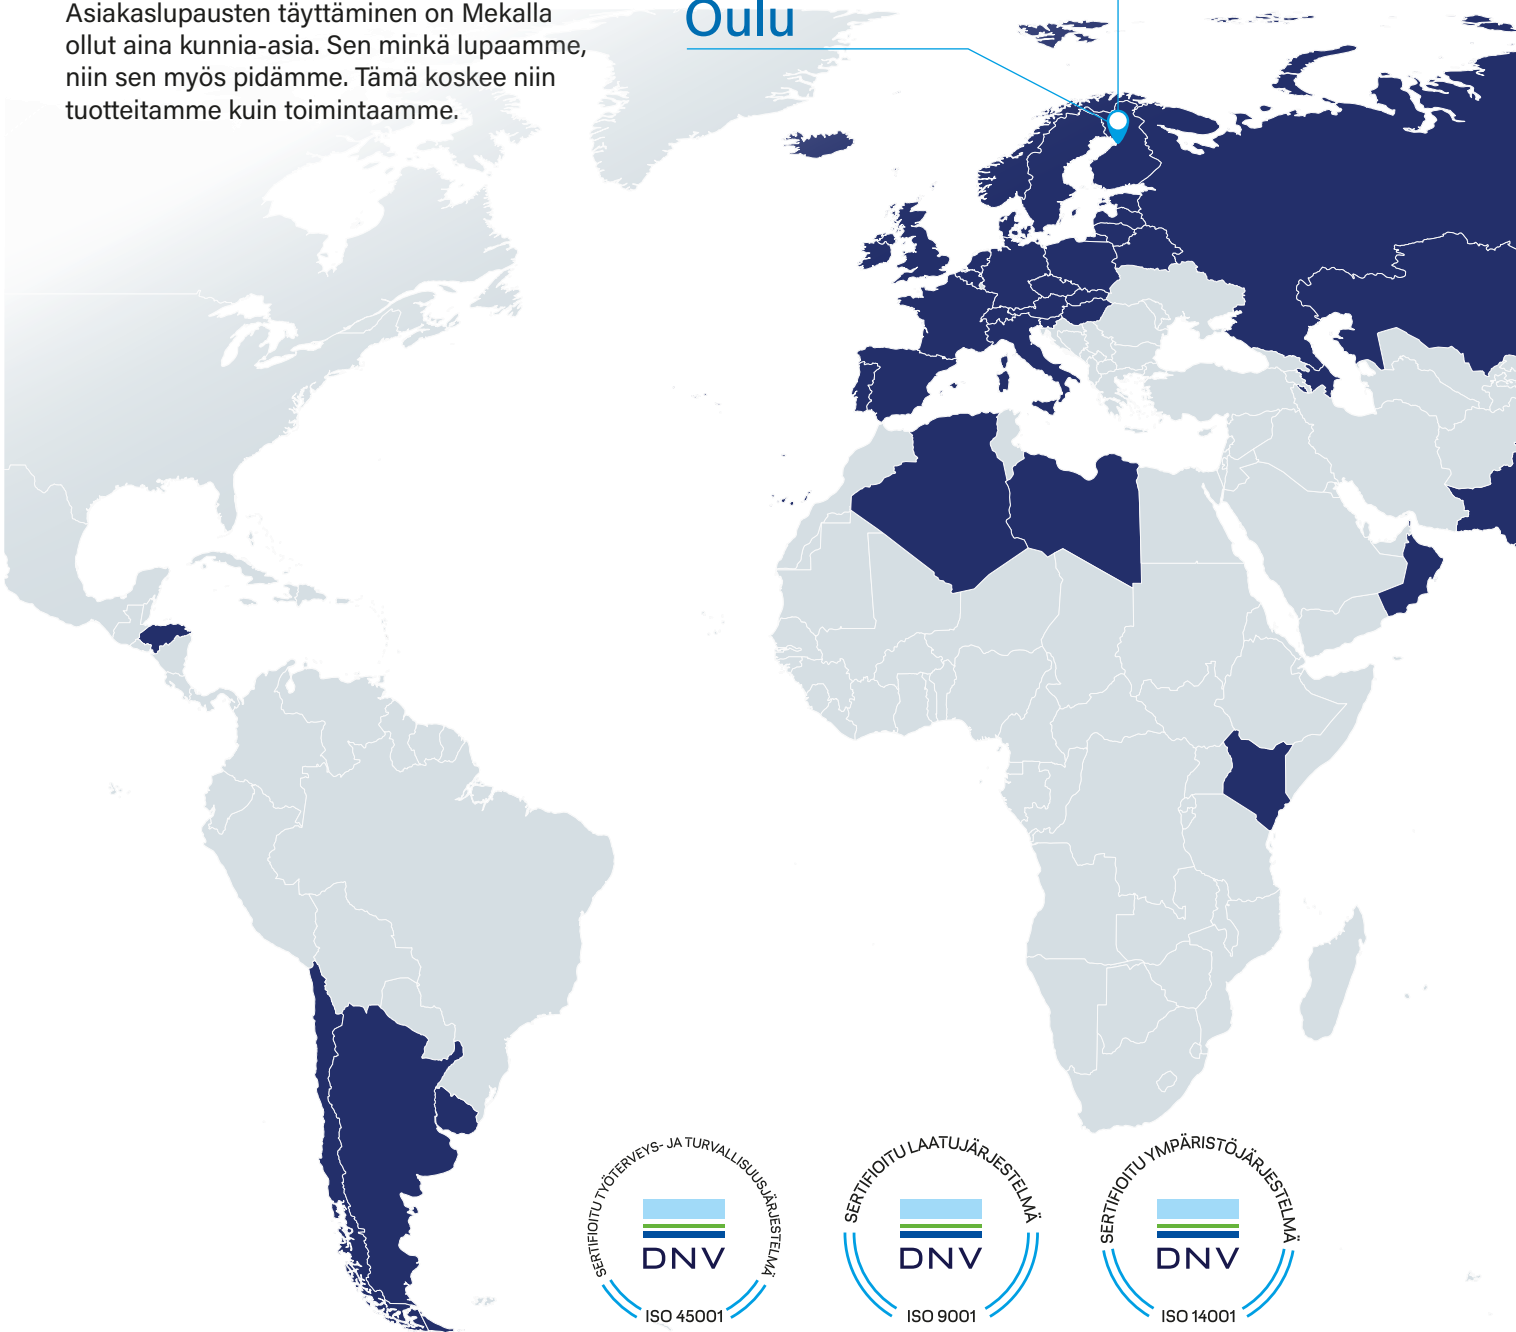 Asiakaslupausten täyttäminen on Mekalla
ollut aina kunnia-asia. Sen minkä lupaamme,
niin sen myös pidämme. Tämä koskee niin
tuotteitamme kuin toimintaamme.
Oulu
SERTIFIOITU TYÖTERVEYS- JA TURVALLISUUSJÄRJESTELMÄ
DNV
ISO 45001
SERTIFIOITU LAATUJÄRJESTELMÄ
DNV
ISO 9001
SERTIFIOITU YMPÄRISTÖJÄRJESTELMÄ
DNV
ISO 14001